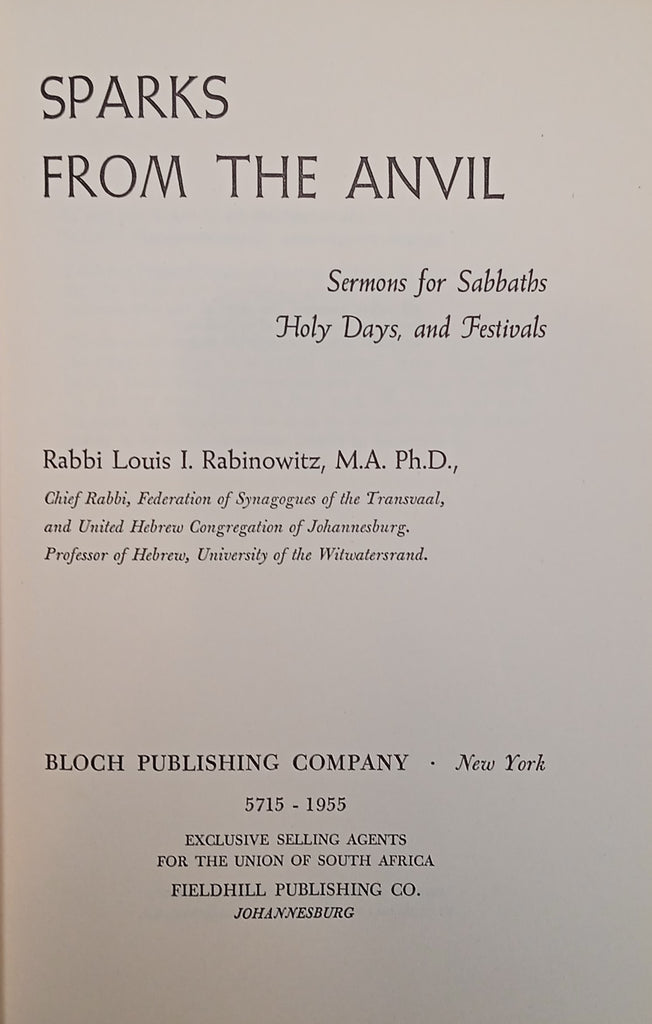 SPARKS
FROM THE ANVIL
Sermons for Sabbaths
Holy Days, and Festivals
Rabbi Louis I. Rabinowitz, M.A. Ph.D.,
Chief Rabbi, Federation of Synagogues of the Transvaal,
and United Hebrew Congregation of Johannesburg.
Professor of Hebrew, University of the Witwatersrand.
BLOCH PUBLISHING COMPANY · New York
5715 - 1955
EXCLUSIVE SELLING AGENTS
FOR THE UNION OF SOUTH AFRICA
FIELDHILL PUBLISHING CO.
JOHANNESBURG